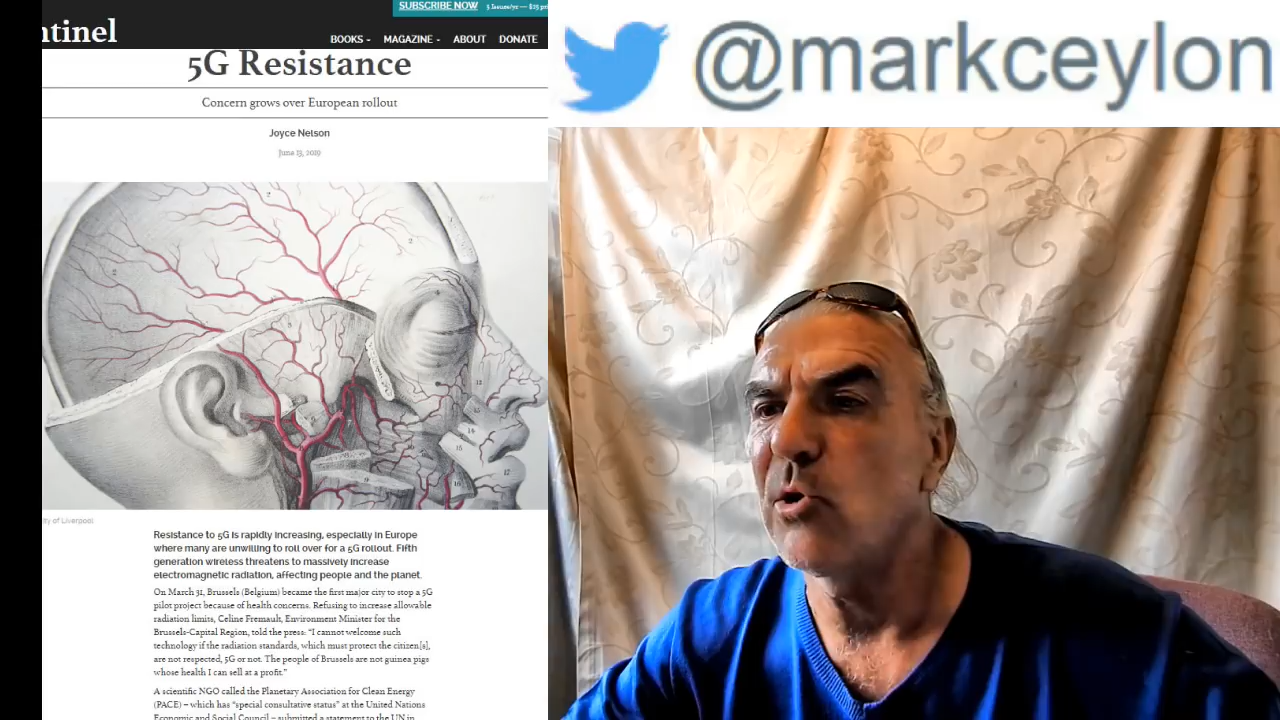 ntinel
SUBSCRIBE NOW
5 Issues/yr — $25 pri
BOOKS
MAGAZINE
ABOUT
DONATE
5G Resistance
Concern grows over European rollout
Joyce Nelson
June 13, 2019
ity of Liverpool
Resistance to 5G is rapidly increasing, especially in Europe
where many are unwilling to roll over for a 5G rollout. Fifth
generation wireless threatens to massively increase
electromagnetic radiation, affecting people and the planet.
On March 31, Brussels (Belgium) became the first major city to stop a 5G
pilot project because of health concerns. Refusing to increase allowable
radiation limits, Celine Fremault, Environment Minister for the
Brussels-Capital Region, told the press: “I cannot welcome such
technology if the radiation standards, which must protect the citizen[s],
are not respected, 5G or not. The people of Brussels are not guinea pigs
whose health I can sell at a profit.”
A scientific NGO called the Planetary Association for Clean Energy
(PACE) – which has “special consultative status” at the United Nations
Economic and Social Council – submitted a statement to the UN in
@markceylon